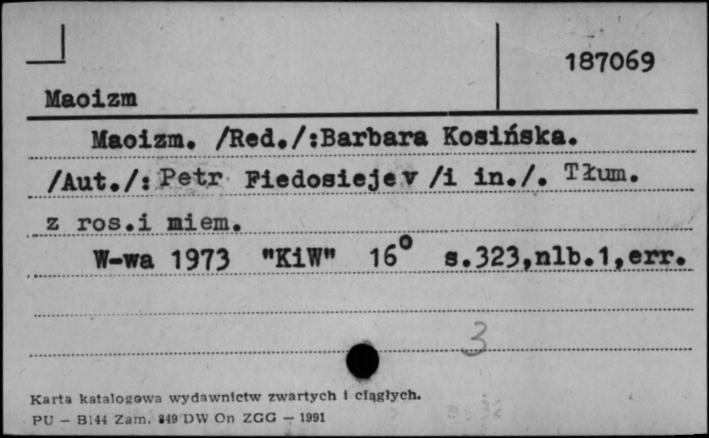 187069
Maoizm
Maoizm. /Red./:Barbara Kosińska.
/Aut./: Petr Fiedosiejev /i in./. Tłum.
z ros.i miem.
W-wa 1973 "KiW" 16° s.323,nlb.1,err.
3
Karta katalogowa wydawnictw zwartych i ciągłych.
PU — B144 Zam. 849 DW On ZGG — 1991